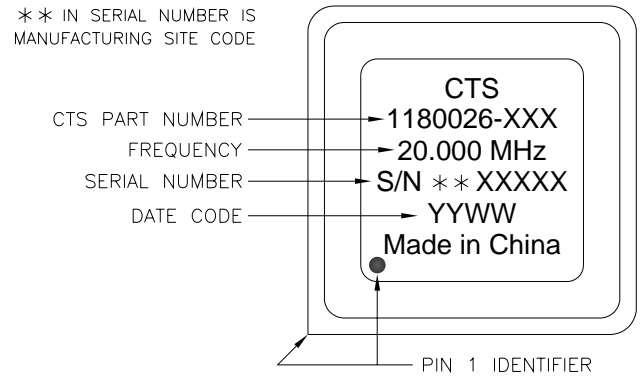 ** IN SERIAL NUMBER IS
MANUFACTURING SITE CODE
CTS
CTS PART NUMBER 1180026-XXX
FREQUENCY 20.000 MHz
SERIAL NUMBER S/N **XXXXX
DATE CODE YYWW
Made in China
PIN 1 IDENTIFIER